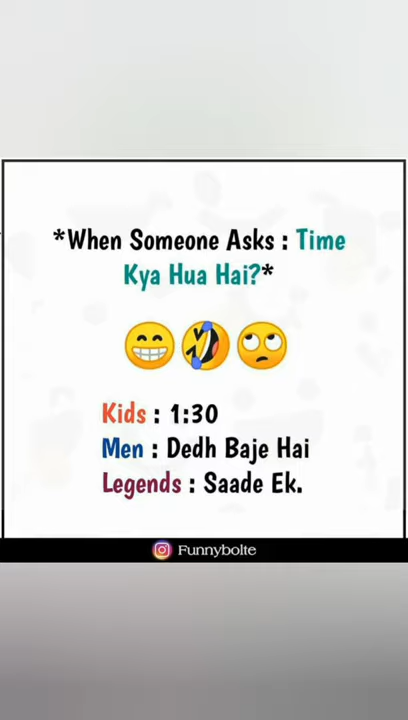 *When Someone Asks : Time
Kya Hua Hai?*
Kids : 1:30
Men : Dedh Baje Hai
Legends : Saade Ek.
Funnybolte